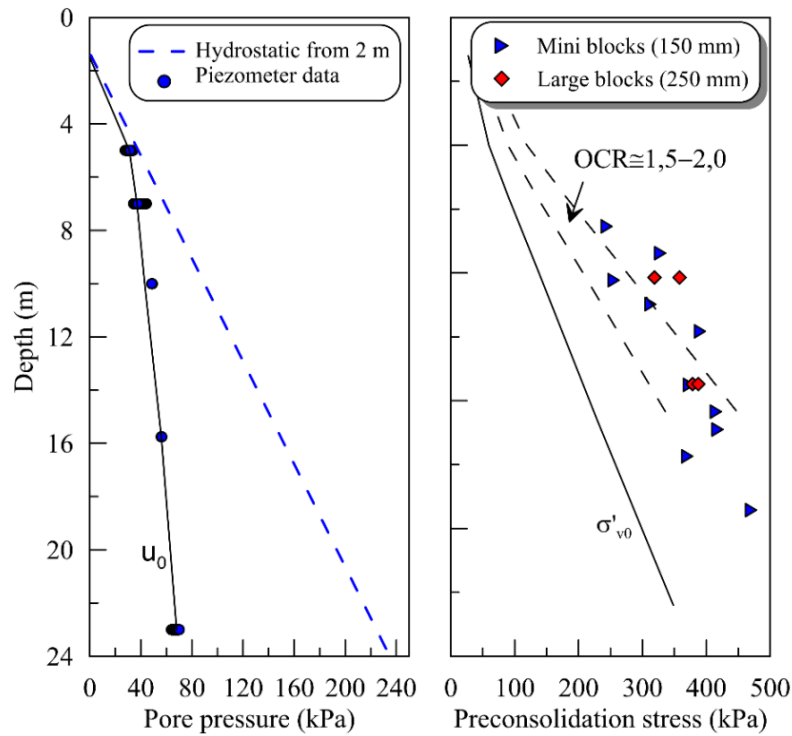 0
4
8
12
16
20
24
Depth (m)
Hydrostatic from 2 m
Piezometer data
u0
0 40 80 120 160 200 240
Pore pressure (kPa)
Mini blocks (150 mm)
Large blocks (250 mm)
OCR≅1,5–2,0
σ'v0
0 100 200 300 400 500
Preconsolidation stress (kPa)